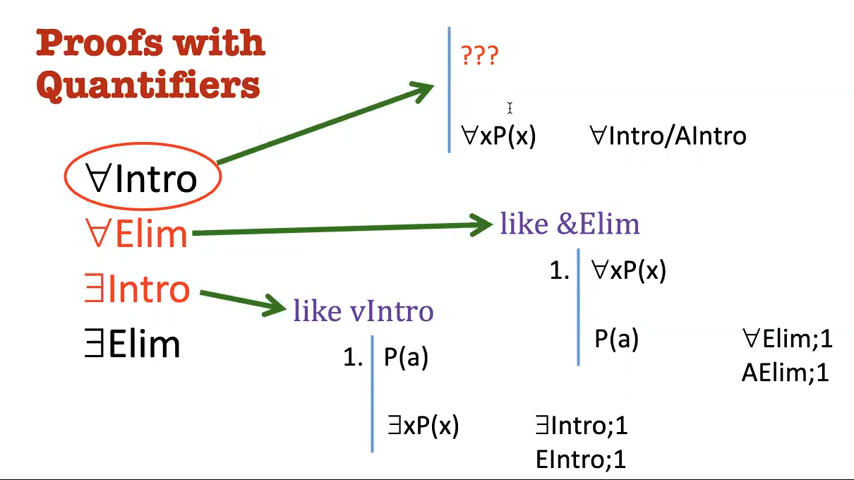 Proofs with
Quantifiers
∀Intro
∀Elim
∃Intro
∃Elim
???
∀xP(x) ∀Intro/AIntro
like &Elim
1. ∀xP(x)
P(a) ∀Elim;1
AElim;1
like vIntro
1. P(a)
∃xP(x) ∃Intro;1
EIntro;1